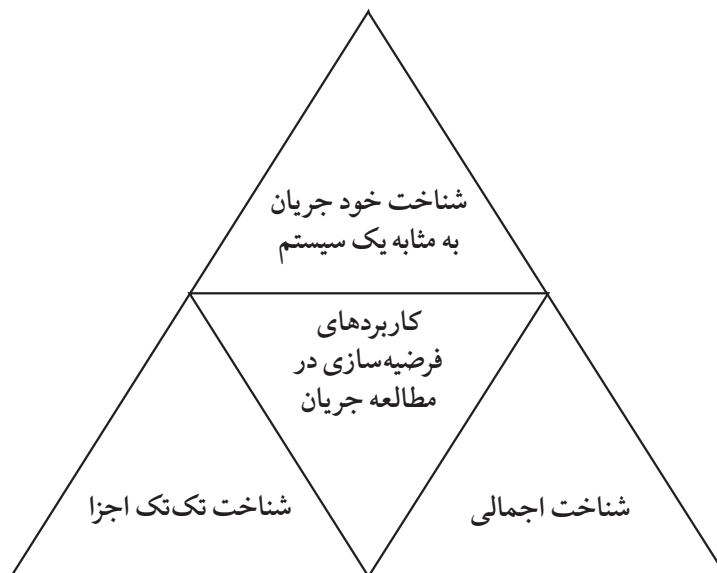 شناخت خود جریان
به مثابه یک سیستم
کاربردهای
فرضیه‌سازی در
مطالعه جریان
شناخت اجمالی
شناخت تک‌تک اجزا